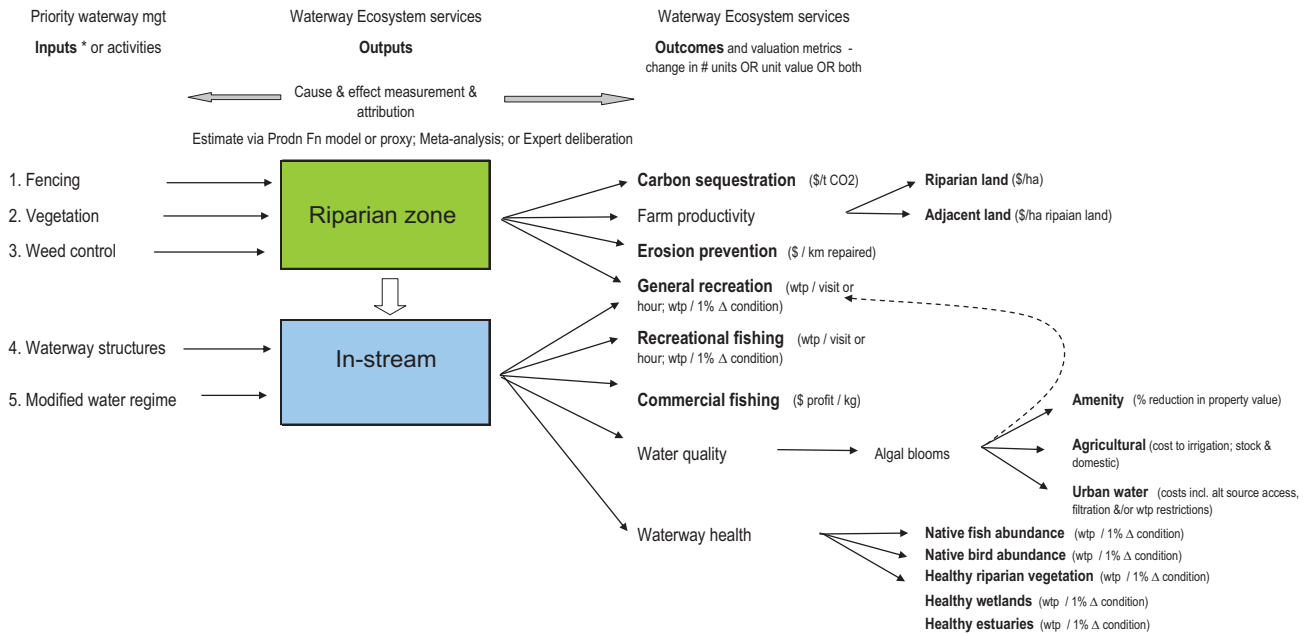 Priority waterway mgt
Inputs * or activities
Waterway Ecosystem services
Outputs
Waterway Ecosystem services
Outcomes and valuation metrics -
change in # units OR unit value OR both
Cause & effect measurement &
attribution
Estimate via Prodn Fn model or proxy; Meta-analysis; or Expert deliberation
1. Fencing
2. Vegetation
3. Weed control
Riparian zone
4. Waterway structures
5. Modified water regime
In-stream
Carbon sequestration ($/t CO2)
Farm productivity
Riparian land ($/ha)
Adjacent land ($/ha ripaian land)
Erosion prevention ($ / km repaired)
General recreation (wtp / visit or
hour; wtp / 1% Δ condition)
Recreational fishing (wtp / visit or
hour; wtp / 1% Δ condition)
Commercial fishing ($ profit / kg)
Water quality
Algal blooms
Amenity (% reduction in property value)
Agricultural (cost to irrigation; stock &
domestic)
Urban water (costs incl. alt source access,
filtration &/or wtp restrictions)
Waterway health
Native fish abundance (wtp / 1% Δ condition)
Native bird abundance (wtp / 1% Δ condition)
Healthy riparian vegetation (wtp / 1% Δ condition)
Healthy wetlands (wtp / 1% Δ condition)
Healthy estuaries (wtp / 1% Δ condition)